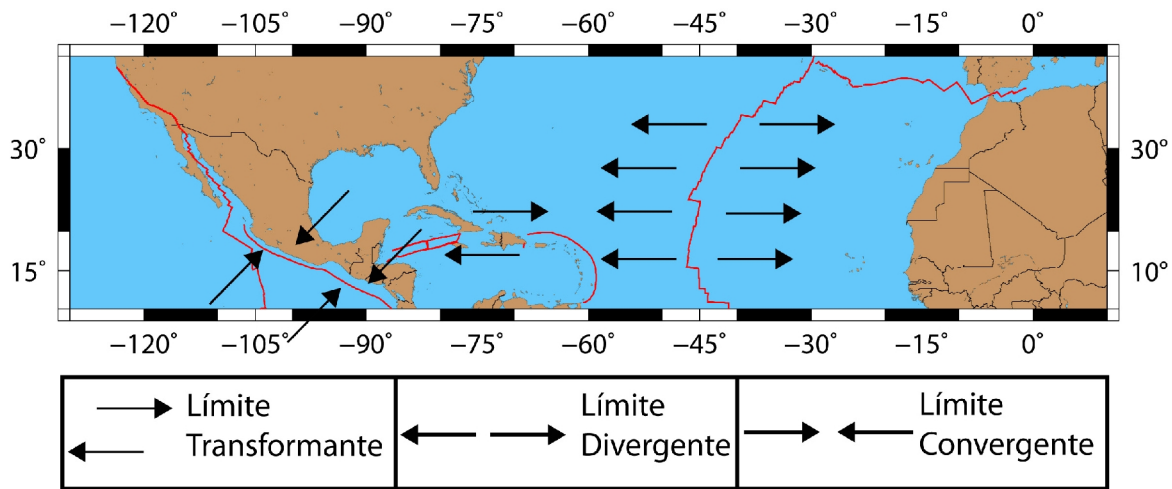 −120° −105° −90° −75° −60° −45° −30° −15° 0°
30° 30°
15° 10°
−120° −105° −90° −75° −60° −45° −30° −15° 0°
Límite Límite Límite
Transformante Divergente Convergente